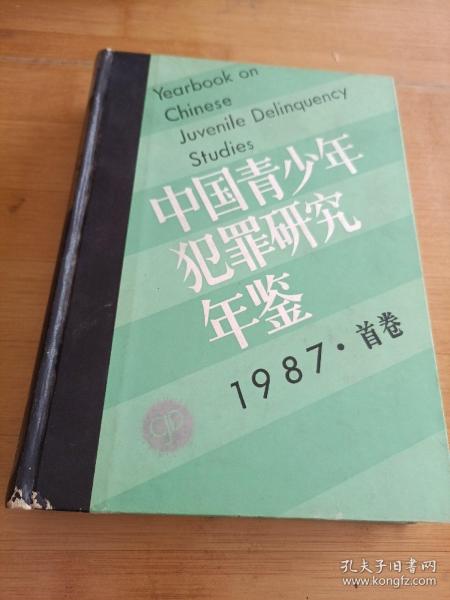 Yearbook on
Chinese
Juvenile Delinquency
Studies
中国青少年
犯罪研究
年鉴
1987·首卷
孔夫子旧书网
www.kongfz.com